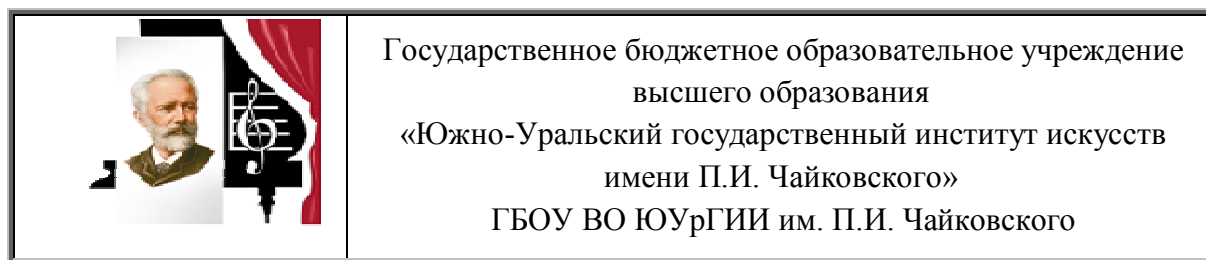 Государственное бюджетное образовательное учреждение
высшего образования
«Южно-Уральский государственный институт искусств
имени П.И. Чайковского»
ГБОУ ВО ЮУрГИИ им. П.И. Чайковского